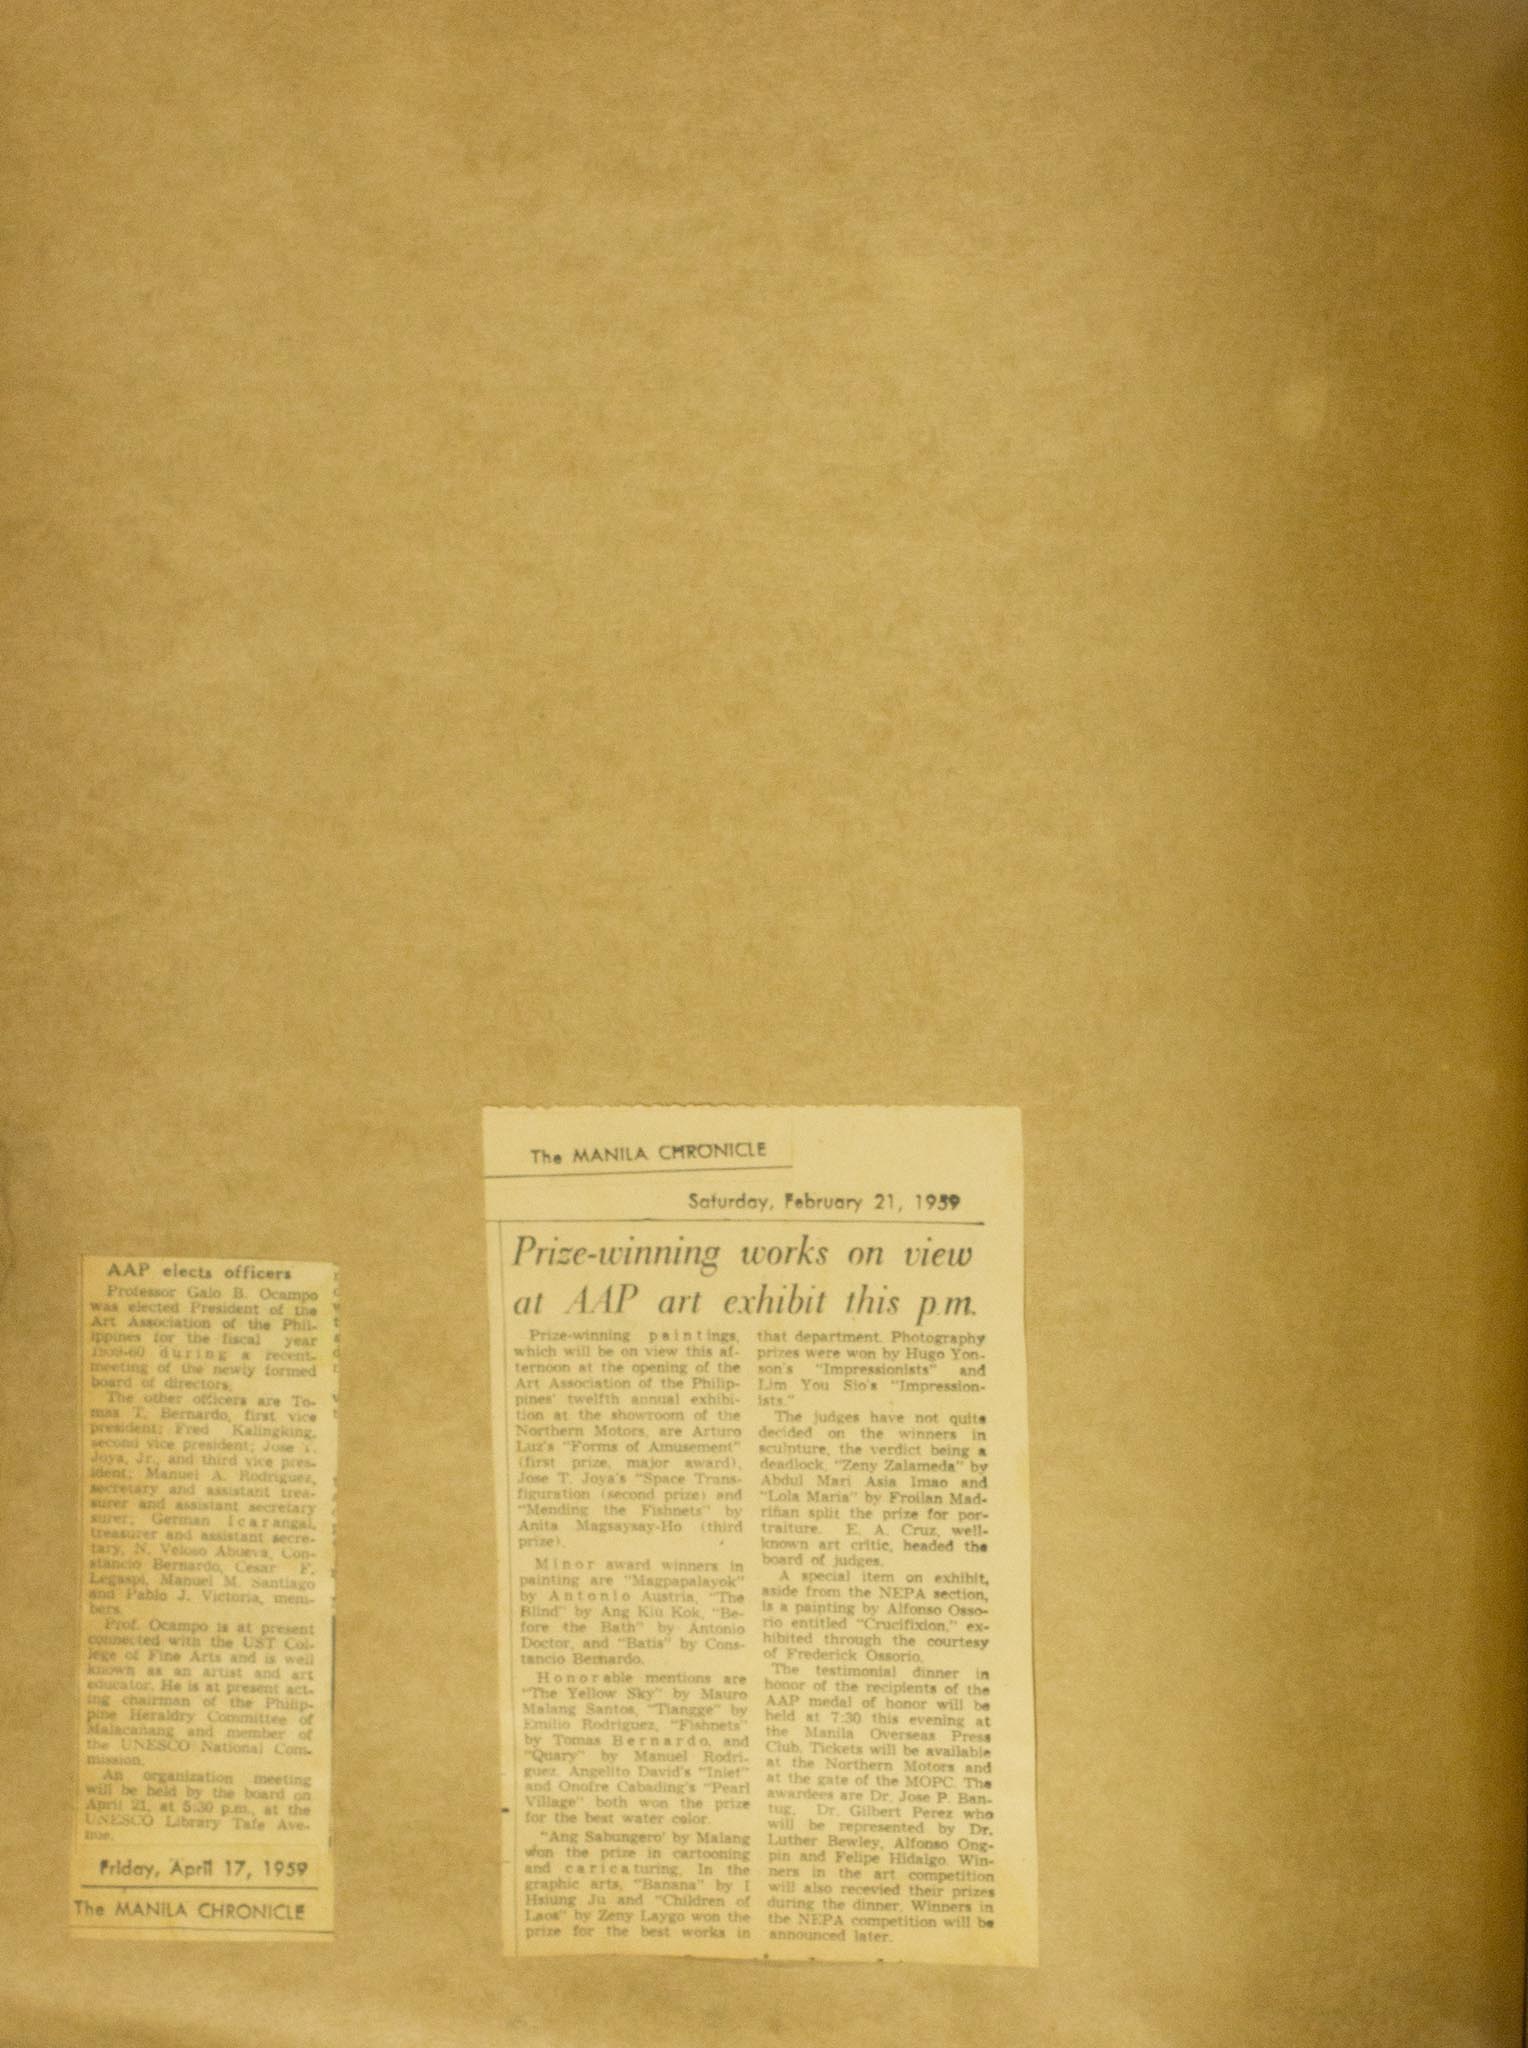 AAP elects officers
Professor Galo B. Ocampo
was elected President of the
Art Association of the Phil-
ippines for the fiscal year
1959-60 during a recent
meeting of the newly formed
board of directors.
The other officers are To-
mas T. Bernardo, first vice
president; Fred Kalingking,
second vice president; Jose T.
Joya, Jr., and third vice pres-
ident; Manuel A. Rodriguez,
secretary and assistant trea-
surer and assistant secretary
surer; German Icarangal,
treasurer and assistant secre-
tary, N. Veloso Abueva, Con-
stancio Bernardo, Cesar F.
Legaspi, Manuel M. Santiago
and Pablo J. Victoria, mem-
bers.
Prof. Ocampo is at present
connected with the UST Col-
lege of Fine Arts and is well
known as an artist and art
educator. He is at present act-
ing chairman of the Philip-
pine Heraldry Committee of
Malacañang and member of
the UNESCO National Com-
mission.
An organization meeting
will be held by the board on
April 21, at 5:30 p.m., at the
UNESCO Library Tafe Ave-
nue.
Friday, April 17, 1959
The MANILA CHRONICLE
The MANILA CHRONICLE
Saturday, February 21, 1959
Prize-winning works on view
at AAP art exhibit this p.m.
Prize-winning paintings,
which will be on view this af-
ternoon at the opening of the
Art Association of the Philip-
pines' twelfth annual exhibi-
tion at the showroom of the
Northern Motors, are Arturo
Luz's "Forms of Amusement"
(first prize, major award),
Jose T. Joya's "Space Trans-
figuration (second prize) and
"Mending the Fishnets" by
Anita Magsaysay-Ho (third
prize).
Minor award winners in
painting are "Magpapalayok"
by Antonio Austria, "The
Blind" by Ang Kiu Kok, "Be-
fore the Bath" by Antonio
Doctor, and "Batis" by Cons-
tancio Bernardo.
Honorable mentions are
"The Yellow Sky" by Mauro
Malang Santos, "Tiangge" by
Emilio Rodriguez, "Fishnets"
by Tomas Bernardo, and
"Quary" by Manuel Rodri-
guez. Angelito David's "Inlet"
and Onofre Cabading's "Pearl
Village" both won the prize
for the best water color.
"Ang Sabungero' by Malang
won the prize in cartooning
and caricaturing. In the
graphic arts, "Banana" by I
Hsiung Ju and "Children of
Laos" by Zeny Laygo won the
prize for the best works in
that department. Photography
prizes were won by Hugo Yon-
son's "Impressionists" and
Lim You Sio's "Impression-
ists."
The judges have not quite
decided on the winners in
sculpture, the verdict being a
deadlock. "Zeny Zalameda" by
Abdul Mari Asia Imao and
"Lola Maria" by Froilan Mad-
riñan split the prize for por-
traiture. E. A. Cruz, well-
known art critic, headed the
board of judges.
A special item on exhibit,
aside from the NEPA section,
is a painting by Alfonso Osso-
rio entitled "Crucifixion," ex-
hibited through the courtesy
of Frederick Ossorio.
The testimonial dinner in
honor of the recipients of the
AAP medal of honor will be
held at 7:30 this evening at
the Manila Overseas Press
Club. Tickets will be available
at the Northern Motors and
at the gate of the MOPC. The
awardees are Dr. Jose P. Ban-
tug, Dr. Gilbert Perez who
will be represented by Dr.
Luther Bewley, Alfonso Ong-
pin and Felipe Hidalgo. Win-
ners in the art competition
will also recevied their prizes
during the dinner. Winners in
the NEPA competition will be
announced later.